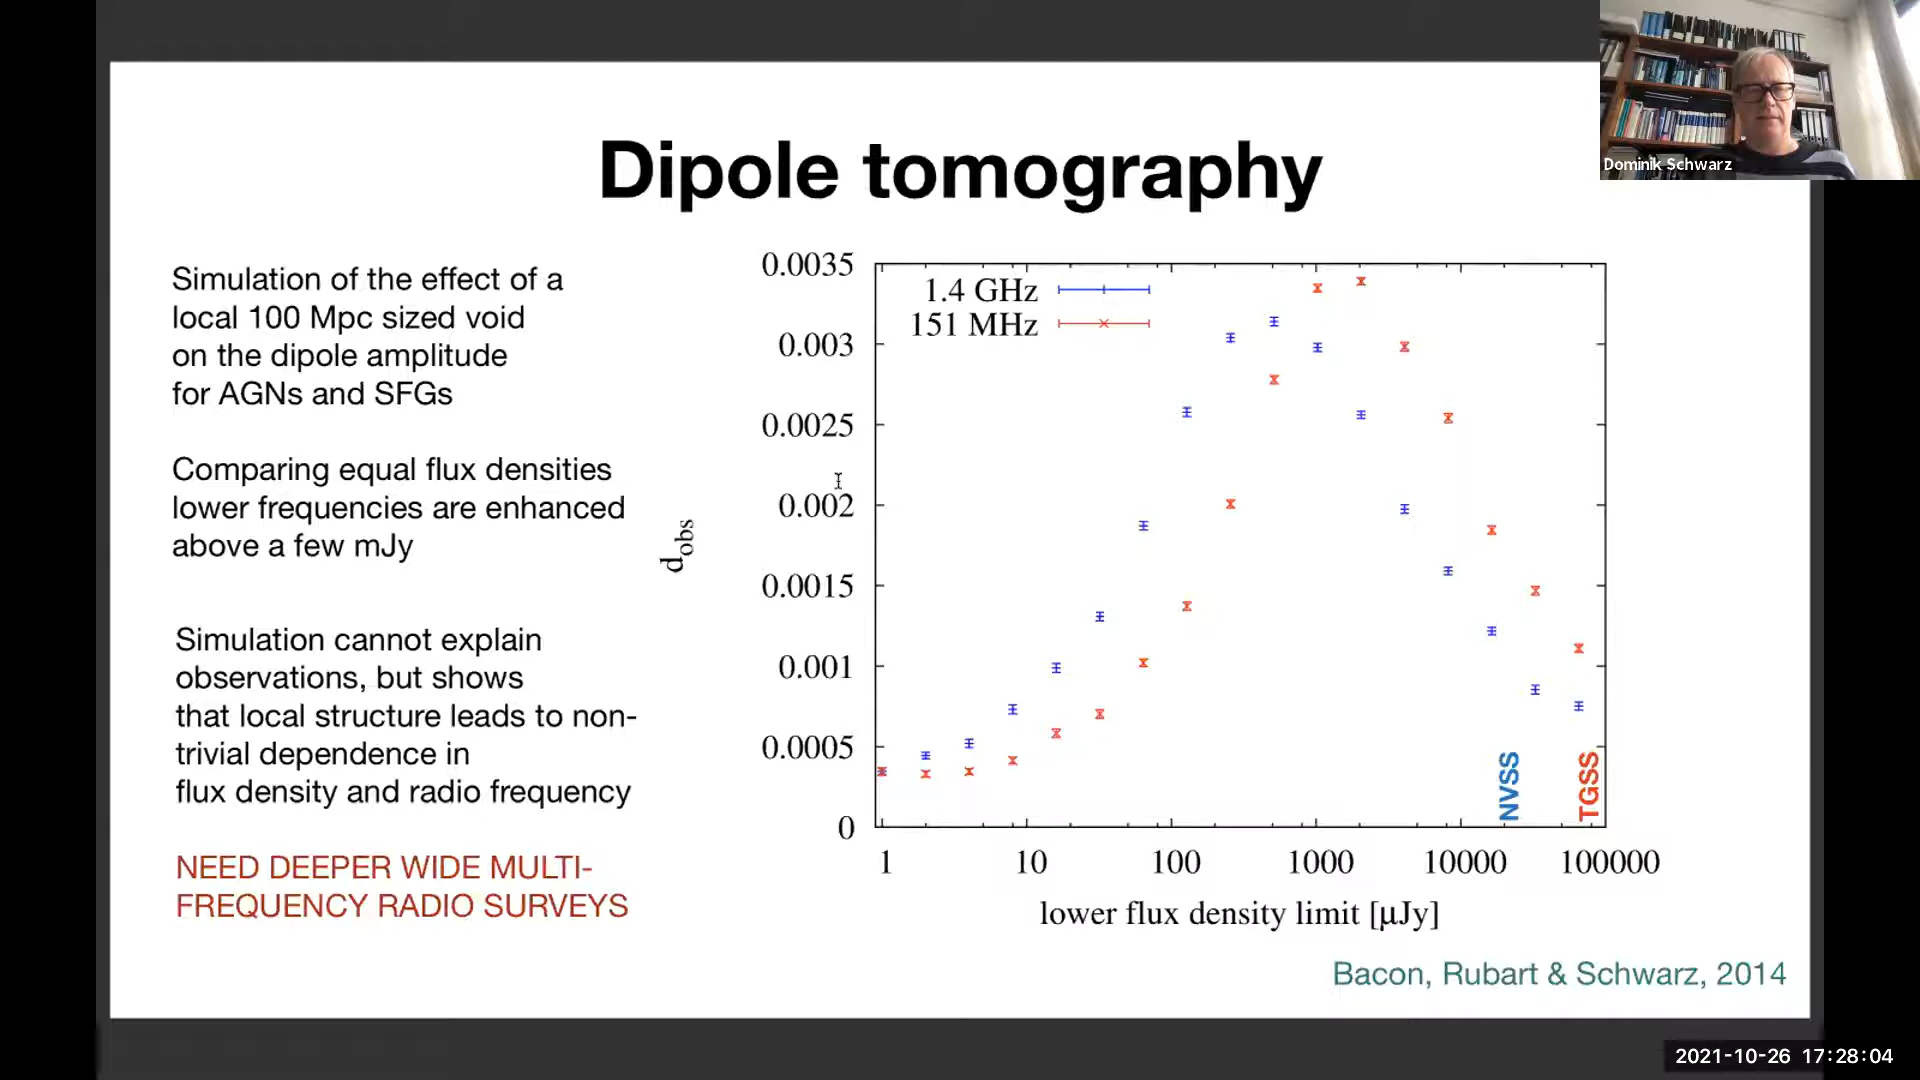 Dominik Schwarz
Dipole tomography
Simulation of the effect of a
local 100 Mpc sized void
on the dipole amplitude
for AGNs and SFGs
Comparing equal flux densities
lower frequencies are enhanced
above a few mJy
Simulation cannot explain
observations, but shows
that local structure leads to non-
trivial dependence in
flux density and radio frequency
NEED DEEPER WIDE MULTI-
FREQUENCY RADIO SURVEYS
0.0035
0.003
0.0025
0.002
0.0015
0.001
0.0005
0
d_obs
1.4 GHz
151 MHz
NVSS
TGSS
1 10 100 1000 10000 100000
lower flux density limit [μJy]
Bacon, Rubart & Schwarz, 2014
2021-10-26 17:28:04